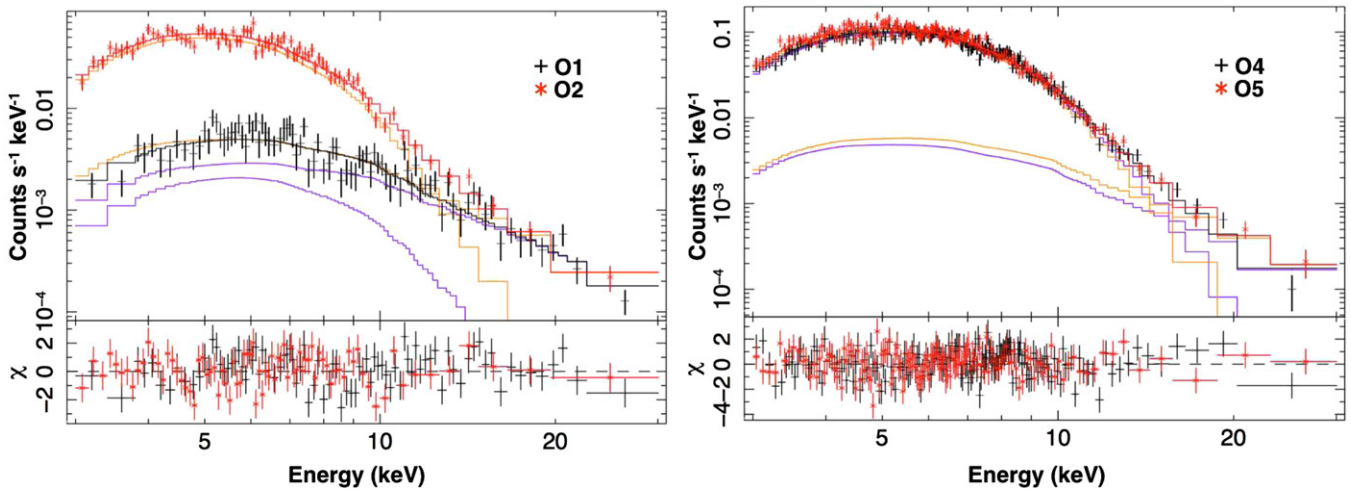 Counts s⁻¹ keV⁻¹
0.01
10⁻³
10⁻⁴
+ O1
* O2
χ
2
0
−2
5
10
20
Energy (keV)
Counts s⁻¹ keV⁻¹
0.1
0.01
10⁻³
10⁻⁴
+ O4
* O5
χ
2
0
−2
−4
5
10
20
Energy (keV)